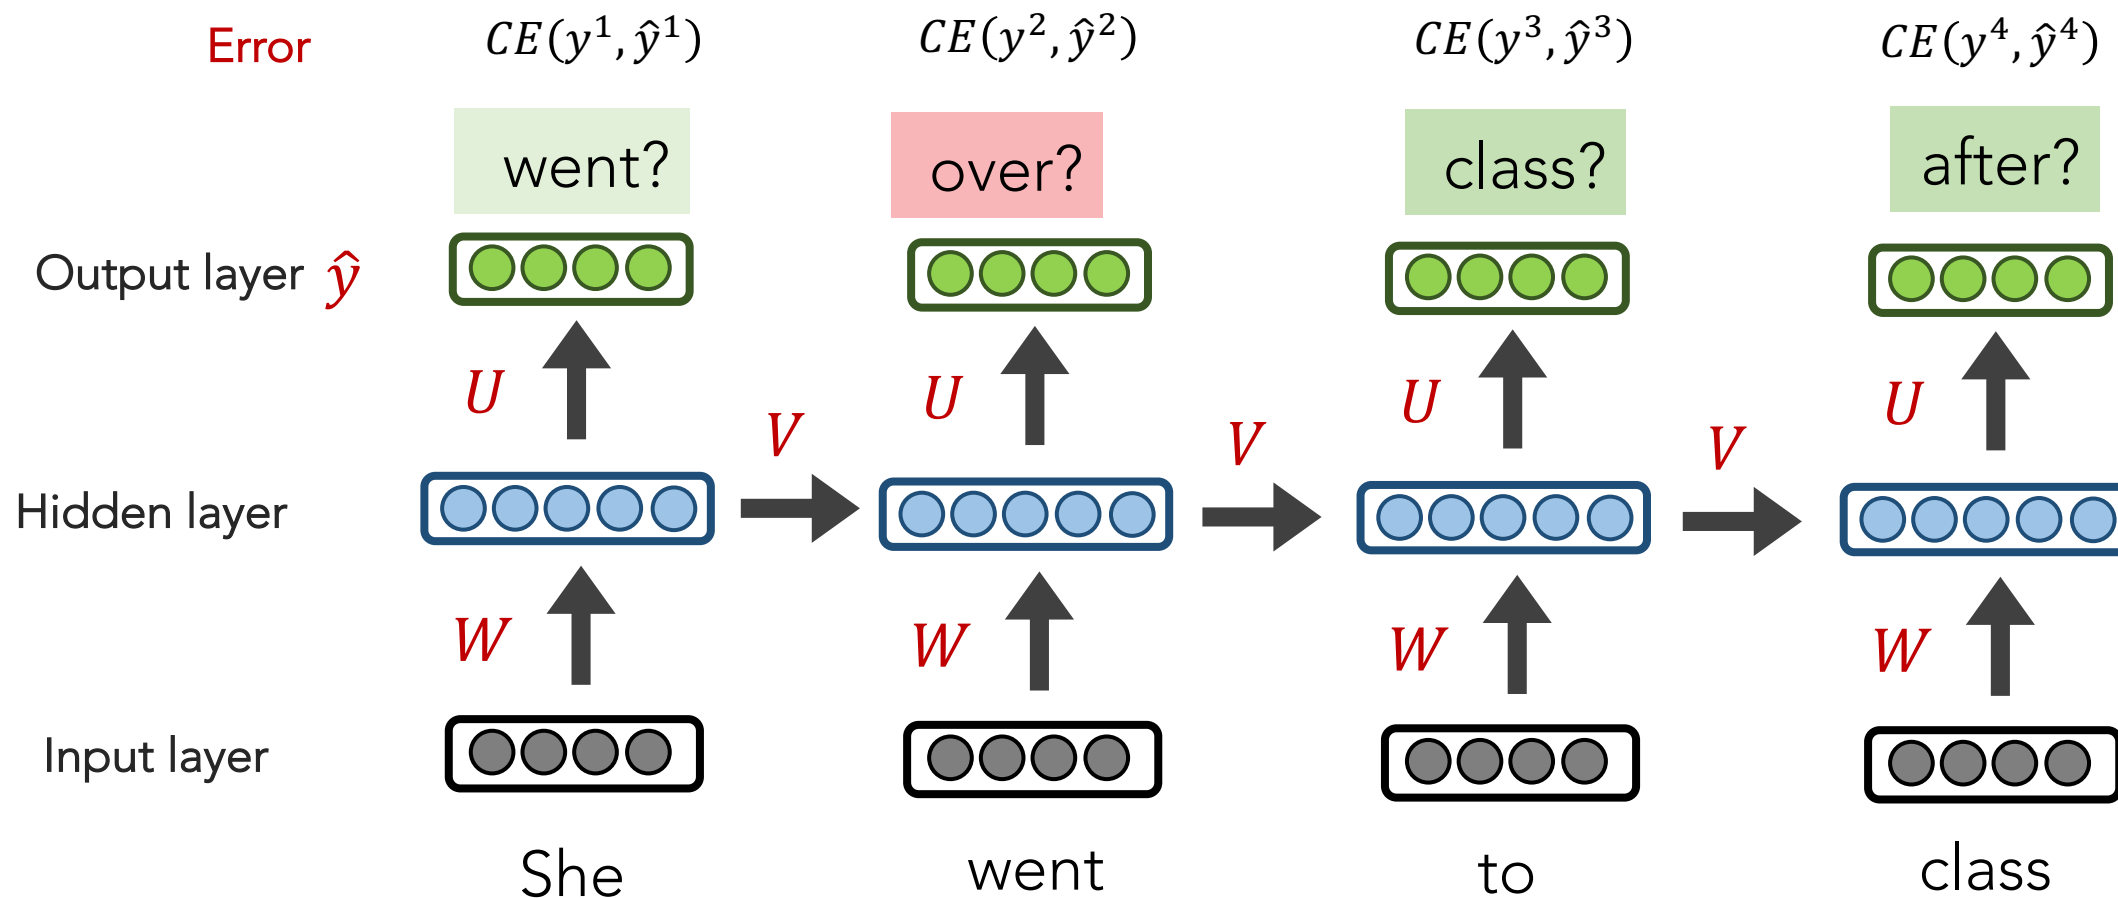 Error CE(y¹, ŷ¹) CE(y², ŷ²) CE(y³, ŷ³) CE(y⁴, ŷ⁴)
went? over? class? after?
Output layer ŷ
U U U U
V V V
Hidden layer
W W W W
Input layer
She went to class